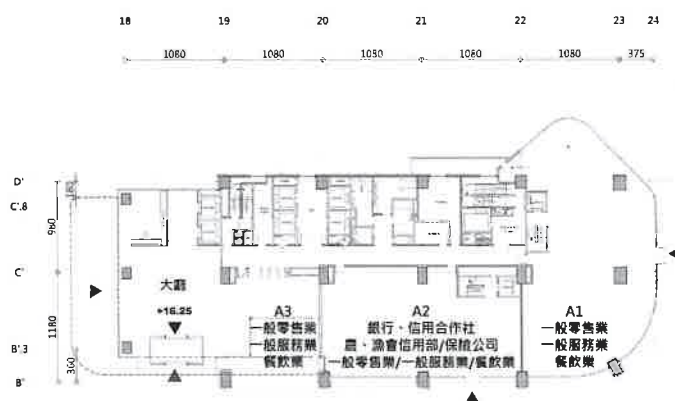 18 19 20 21 22 23 24
1080 1080 1080 1080 1080 375
D'
C'.8
960
C'
大廳
+16.25
1180
A3
一般零售業
一般服務業
餐飲業
A2
銀行、信用合作社
農、漁會信用部/保險公司
一般零售業/一般服務業/餐飲業
A1
一般零售業
一般服務業
餐飲業
B'.3
360
B'